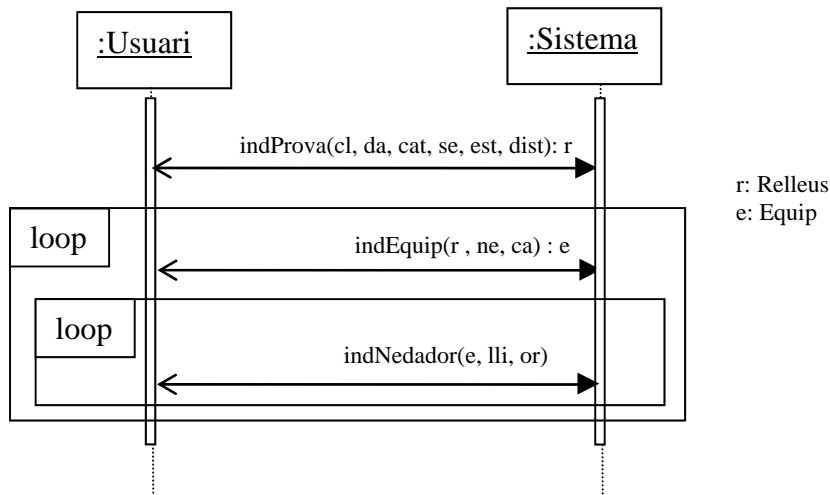 :Usuari
:Sistema
indProva(cl, da, cat, se, est, dist): r
r: Relleus
e: Equip
loop
indEquip(r , ne, ca) : e
loop
indNedador(e, lli, or)